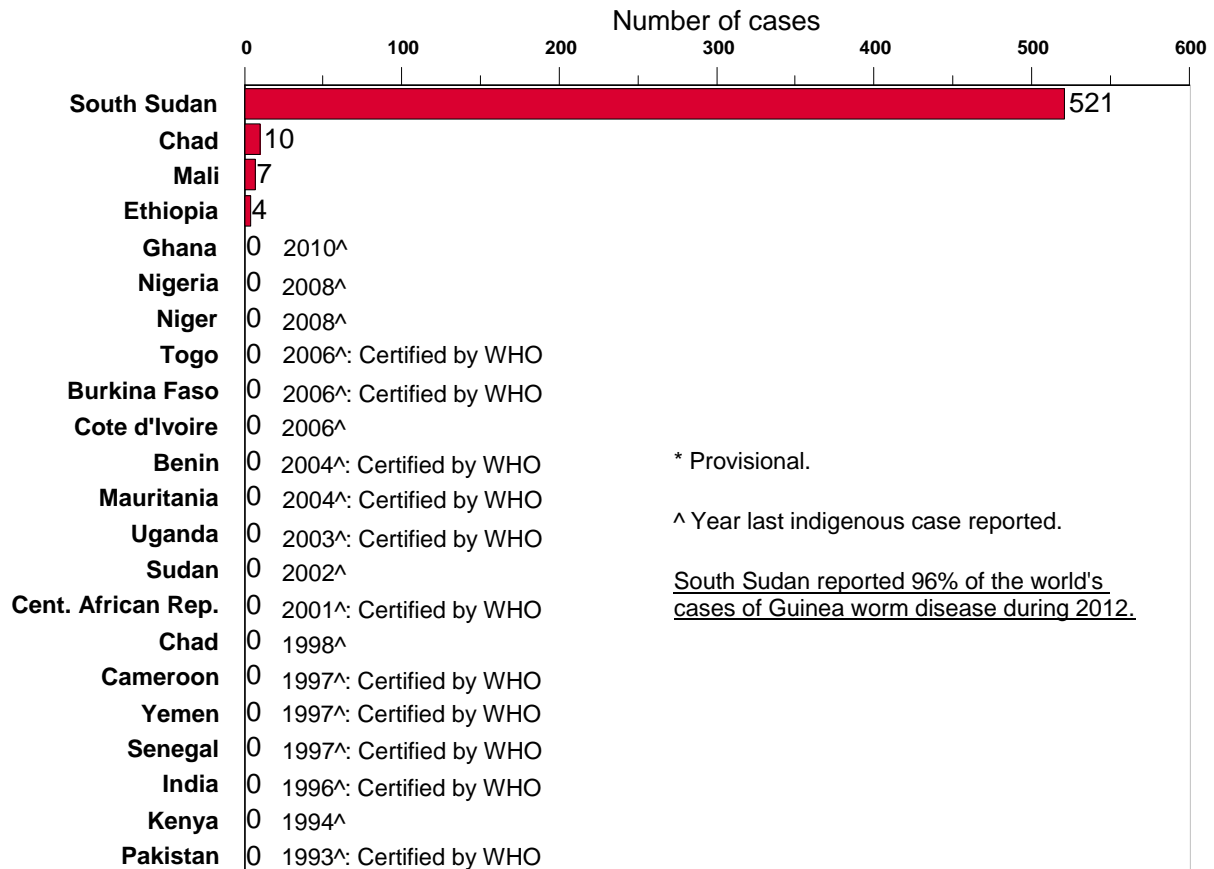 Number of cases
0 100 200 300 400 500 600
South Sudan 521
Chad 10
Mali 7
Ethiopia 4
Ghana 0 2010^
Nigeria 0 2008^
Niger 0 2008^
Togo 0 2006^: Certified by WHO
Burkina Faso 0 2006^: Certified by WHO
Cote d'Ivoire 0 2006^
Benin 0 2004^: Certified by WHO
* Provisional.
Mauritania 0 2004^: Certified by WHO
^ Year last indigenous case reported.
Uganda 0 2003^: Certified by WHO
Sudan 0 2002^
South Sudan reported 96% of the world's
cases of Guinea worm disease during 2012.
Cent. African Rep. 0 2001^: Certified by WHO
Chad 0 1998^
Cameroon 0 1997^: Certified by WHO
Yemen 0 1997^: Certified by WHO
Senegal 0 1997^: Certified by WHO
India 0 1996^: Certified by WHO
Kenya 0 1994^
Pakistan 0 1993^: Certified by WHO